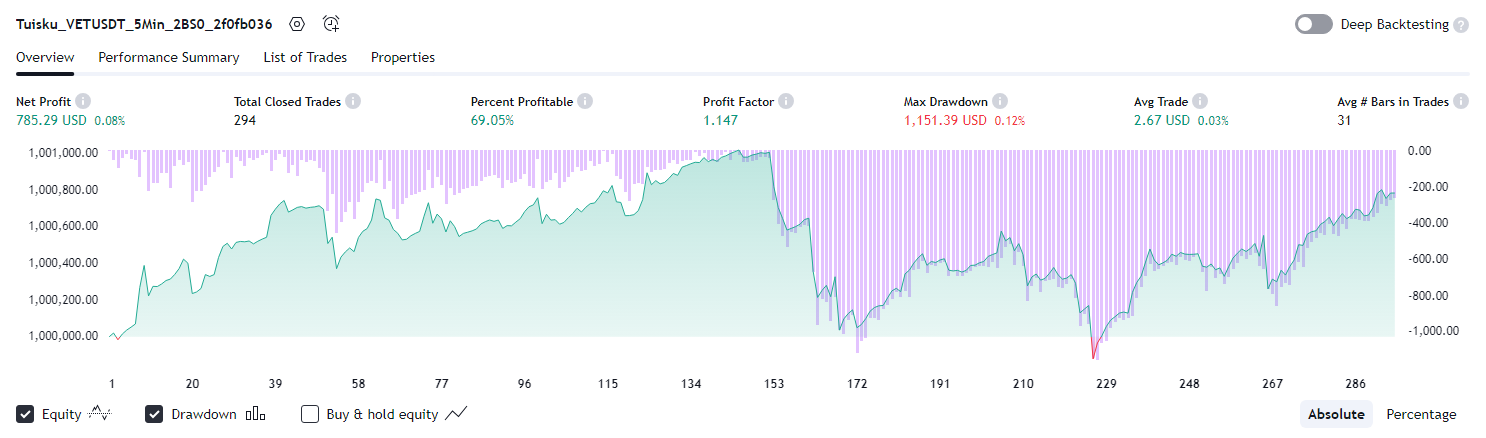 Tuisku_VETUSDT_5Min_2BS0_2f0fb036 Deep Backtesting ?
Overview Performance Summary List of Trades Properties
Net Profit i Total Closed Trades i Percent Profitable i Profit Factor i Max Drawdown i Avg Trade i Avg # Bars in Trades i
785.29 USD 0.08% 294 69.05% 1.147 1,151.39 USD 0.12% 2.67 USD 0.03% 31
1,001,000.00 0.00
1,000,800.00 -200.00
1,000,600.00 -400.00
1,000,400.00 -600.00
1,000,200.00 -800.00
1,000,000.00 -1,000.00
1 20 39 58 77 96 115 134 153 172 191 210 229 248 267 286
Equity Drawdown Buy & hold equity Absolute Percentage